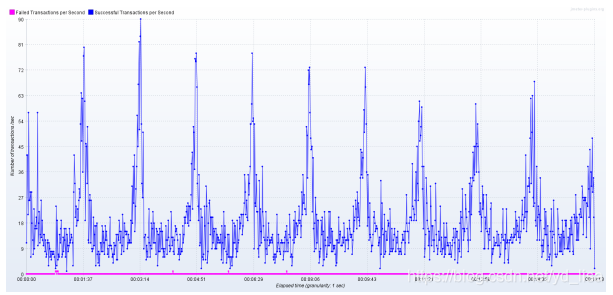 Failed Transactions per Second Successful Transactions per Second
90
81
72
63
54
45
36
27
18
9
0
Number of transactions /sec
00:00:00 00:01:37 00:03:14 00:04:51 00:06:29 00:08:06 00:09:43
Elapsed time (granularity: 1 sec)